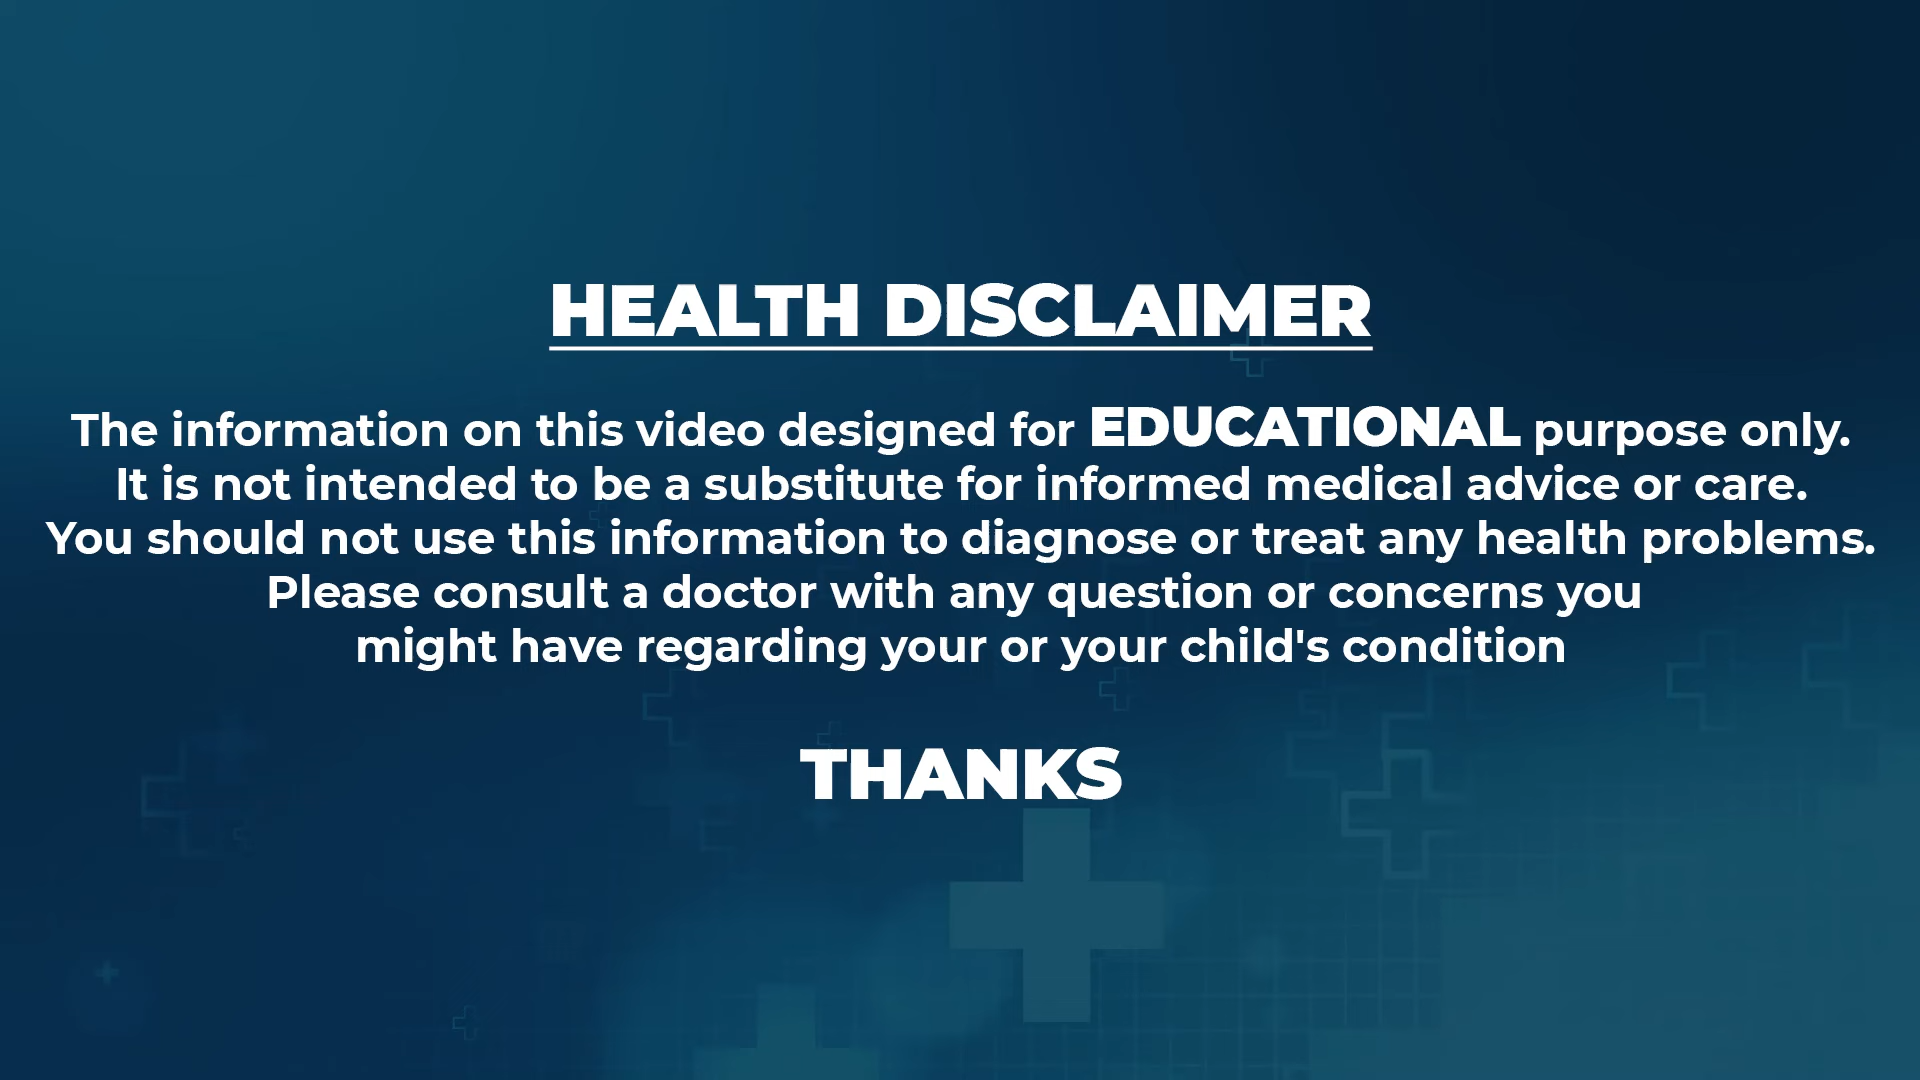 HEALTH DISCLAIMER
The information on this video designed for EDUCATIONAL purpose only.
It is not intended to be a substitute for informed medical advice or care.
You should not use this information to diagnose or treat any health problems.
Please consult a doctor with any question or concerns you
might have regarding your or your child's condition
THANKS